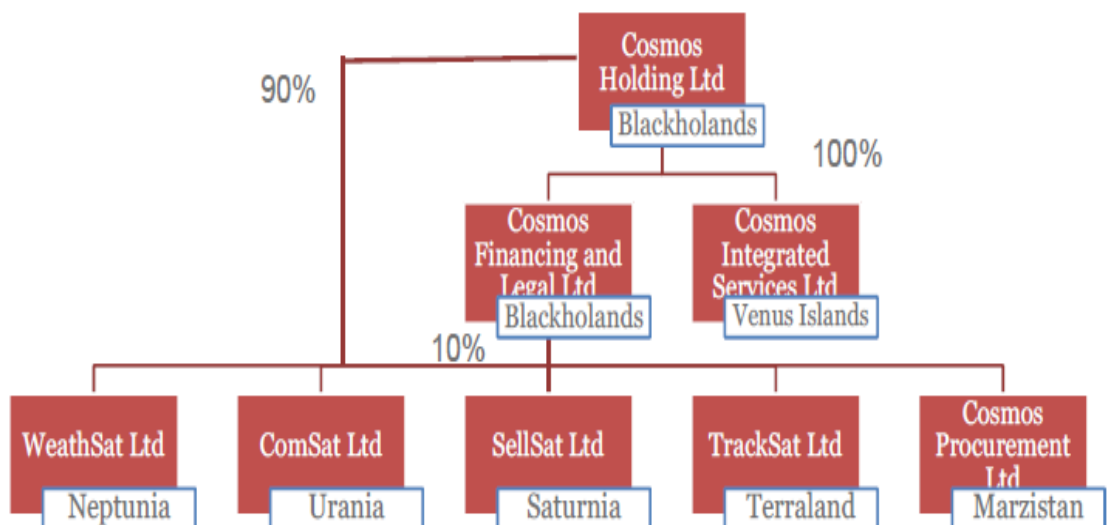 Cosmos
Holding Ltd
Blackholands
90%
100%
Cosmos
Financing and
Legal Ltd
Blackholands
Cosmos
Integrated
Services Ltd
Venus Islands
10%
WeathSat Ltd
Neptunia
ComSat Ltd
Urania
SellSat Ltd
Saturnia
TrackSat Ltd
Terraland
Cosmos
Procurement
Ltd
Marzistan